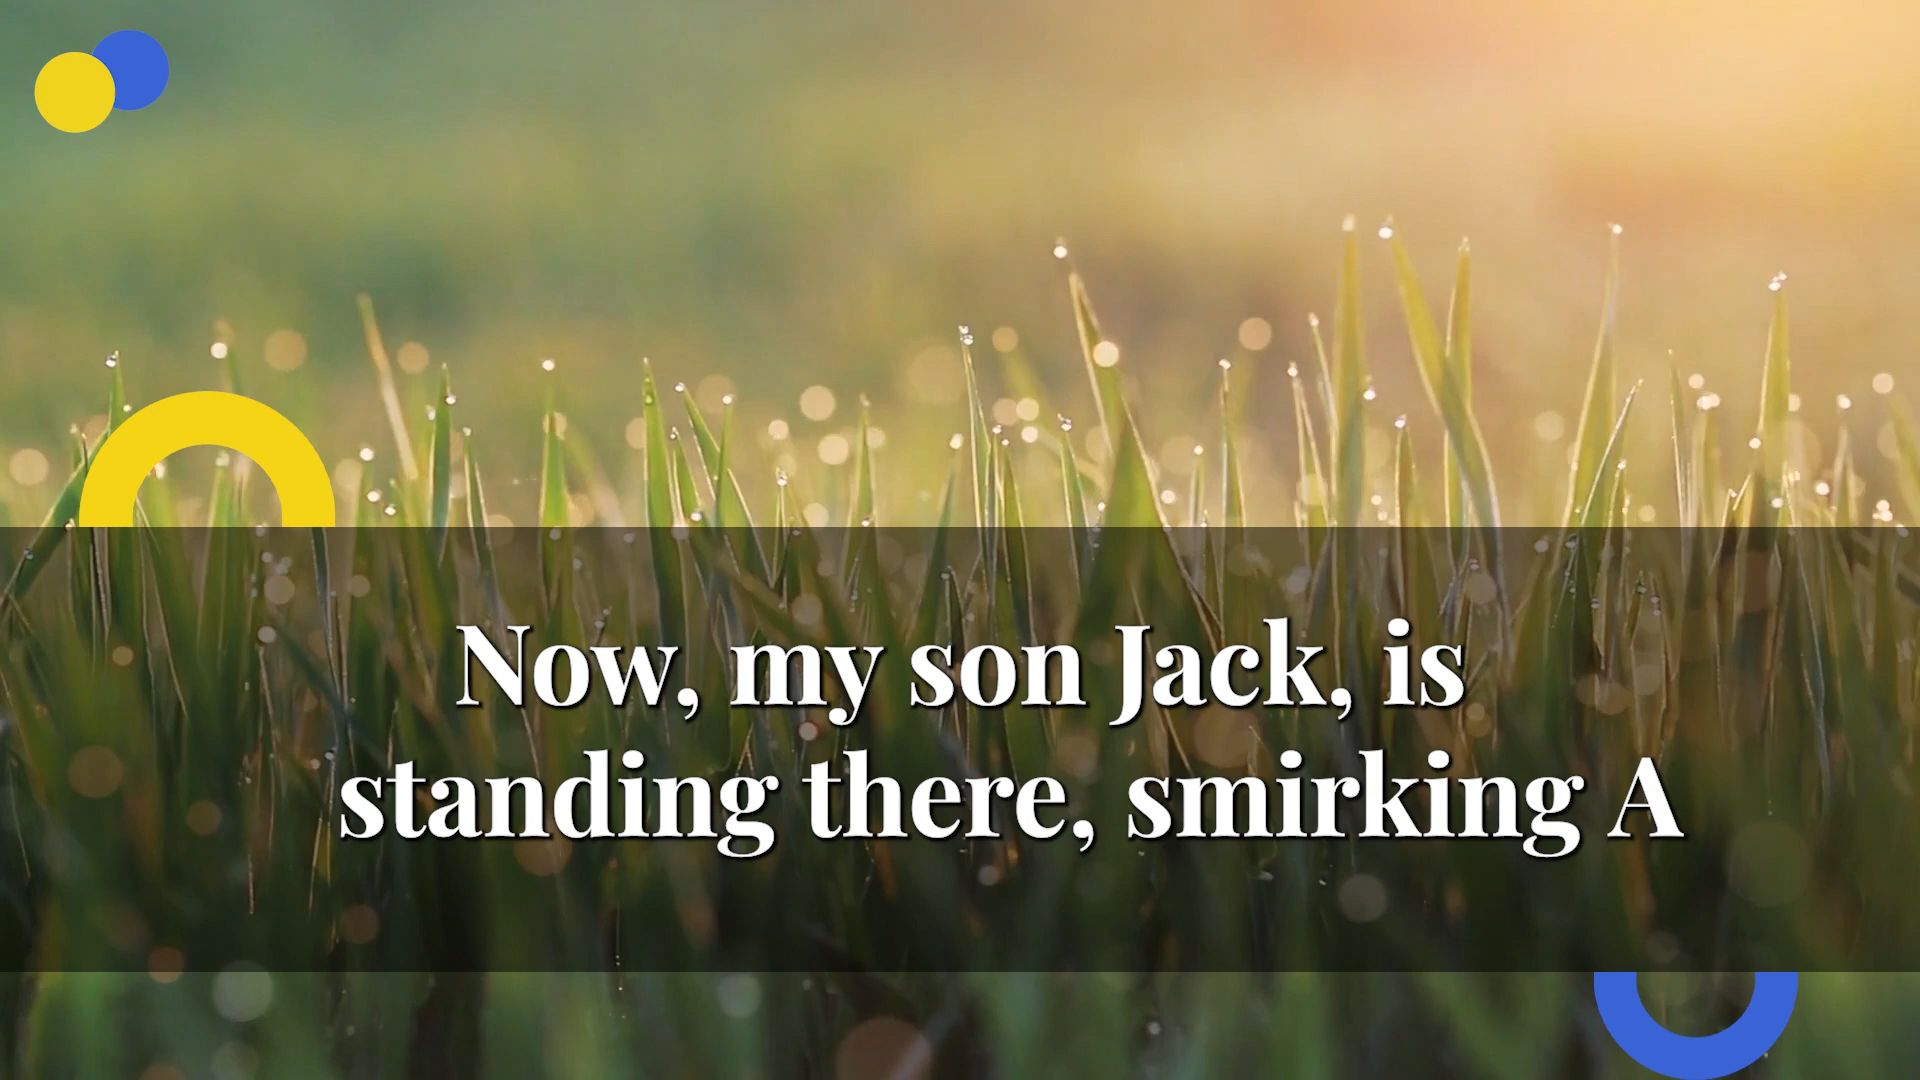 Now, my son Jack, is
standing there, smirking A